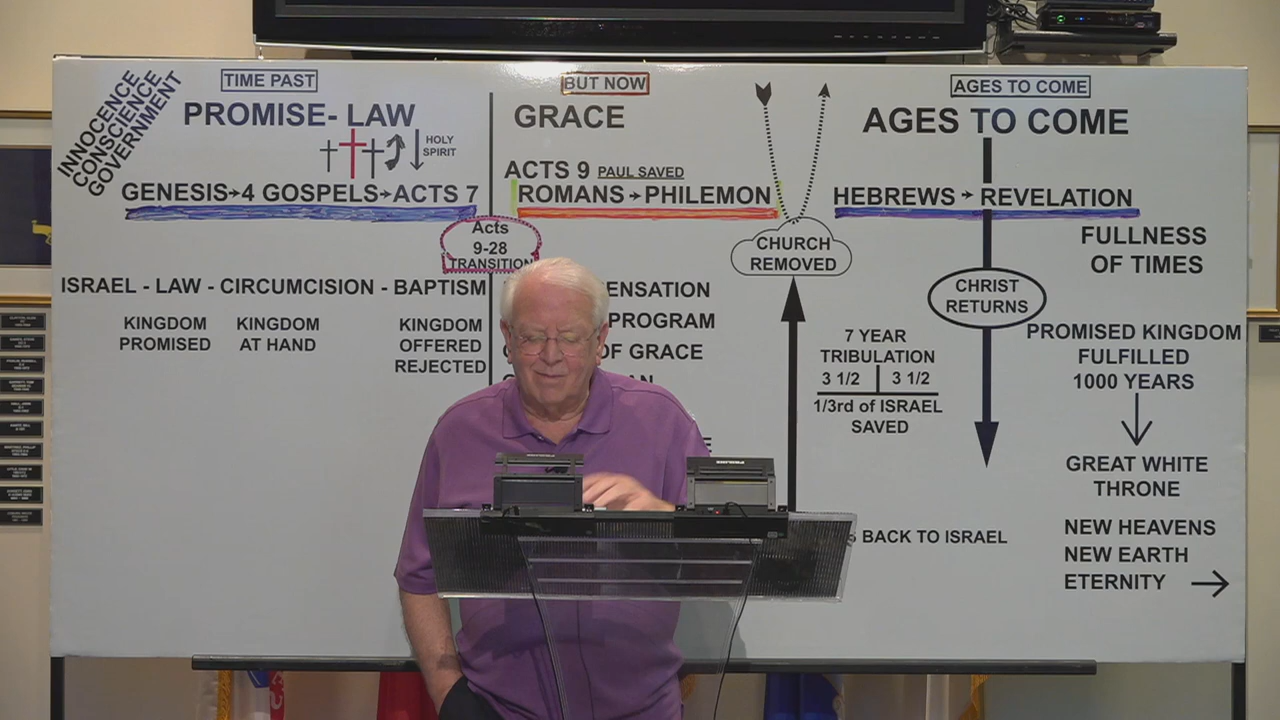 INNOCENCE
CONSCIENCE
GOVERNMENT
TIME PAST
PROMISE- LAW
HOLY
SPIRIT
GENESIS→4 GOSPELS→ACTS 7
ISRAEL - LAW - CIRCUMCISION - BAPTISM
KINGDOM
PROMISED
KINGDOM
AT HAND
KINGDOM
OFFERED
REJECTED
Acts
9-28
TRANSITION
BUT NOW
GRACE
ACTS 9 PAUL SAVED
ROMANS→PHILEMON
ENSATION
PROGRAM
OF GRACE
AN
CHURCH
REMOVED
7 YEAR
TRIBULATION
3 1/2 3 1/2
1/3rd of ISRAEL
SAVED
BACK TO ISRAEL
AGES TO COME
AGES TO COME
HEBREWS→REVELATION
FULLNESS
OF TIMES
CHRIST
RETURNS
PROMISED KINGDOM
FULFILLED
1000 YEARS
GREAT WHITE
THRONE
NEW HEAVENS
NEW EARTH
ETERNITY →